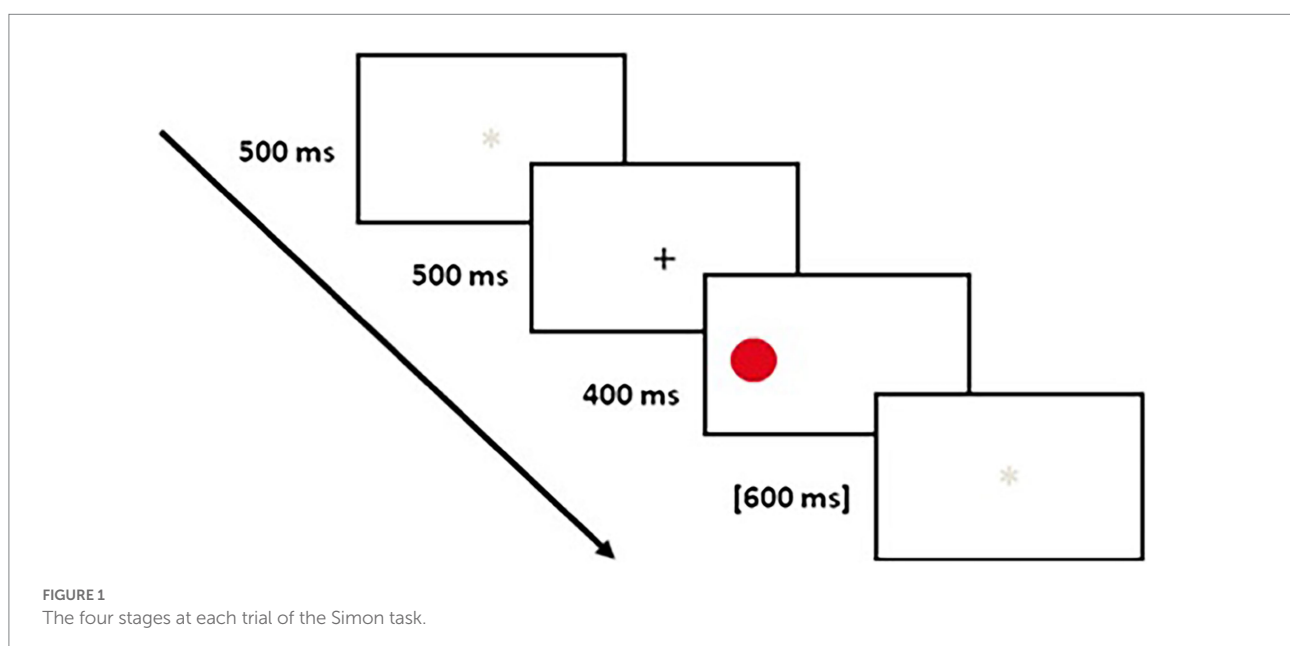 500 ms
*
500 ms
+
400 ms
[600 ms]
*
FIGURE 1
The four stages at each trial of the Simon task.